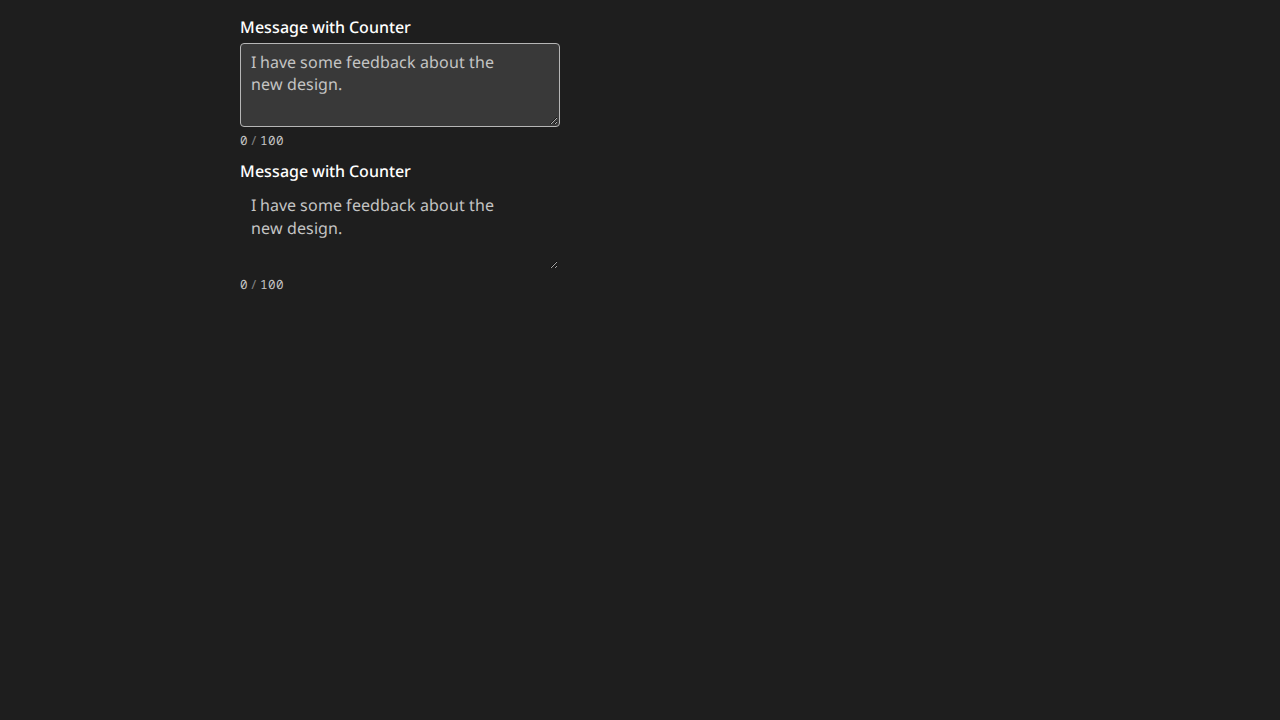 Message with Counter
I have some feedback about the
new design.
0 / 100
Message with Counter
I have some feedback about the
new design.
0 / 100